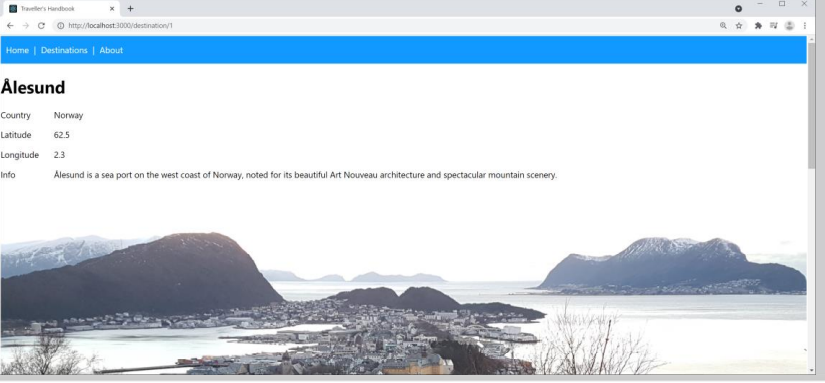 Traveller's Handbook
http://localhost:3000/destination/1
Home | Destinations | About
Ålesund
Country Norway
Latitude 62.5
Longitude 2.3
Info Ålesund is a sea port on the west coast of Norway, noted for its beautiful Art Nouveau architecture and spectacular mountain scenery.